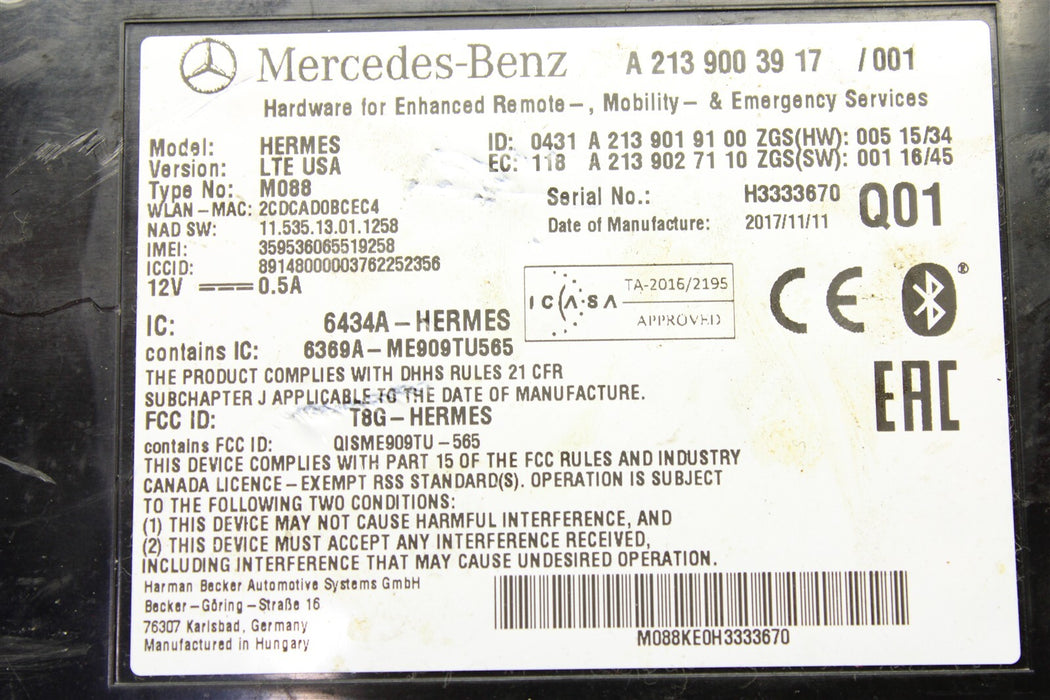 Mercedes-Benz A 213 900 39 17 /001
Hardware for Enhanced Remote-, Mobility- & Emergency Services
Model: HERMES ID: 0431 A 213 901 91 00 ZGS(HW): 005 15/34
Version: LTE USA EC: 118 A 213 902 71 10 ZGS(SW): 001 16/45
Type No: M088 Serial No.: H3333670 Q01
WLAN-MAC: 2CDCAD0BCEC4
NAD SW: 11.535.13.01.1258 Date of Manufacture: 2017/11/11
IMEI: 359536065519258
ICCID: 89148000003762252356
12V 0.5A
ICASA TA-2016/2195
APPROVED
CE ®
IC: 6434A-HERMES
contains IC: 6369A-ME909TU565
THE PRODUCT COMPLIES WITH DHHS RULES 21 CFR
SUBCHAPTER J APPLICABLE TO THE DATE OF MANUFACTURE.
EAC
FCC ID: T8G-HERMES
contains FCC ID: QISME909TU-565
THIS DEVICE COMPLIES WITH PART 15 OF THE FCC RULES AND INDUSTRY
CANADA LICENCE-EXEMPT RSS STANDARD(S). OPERATION IS SUBJECT
TO THE FOLLOWING TWO CONDITIONS:
(1) THIS DEVICE MAY NOT CAUSE HARMFUL INTERFERENCE, AND
(2) THIS DEVICE MUST ACCEPT ANY INTERFERENCE RECEIVED,
INCLUDING INTERFERENCE THAT MAY CAUSE UNDESIRED OPERATION.
Harman Becker Automotive Systems GmbH
Becker-Göring-Straße 16
76307 Karlsbad, Germany
Manufactured in Hungary
M088KE0H3333670